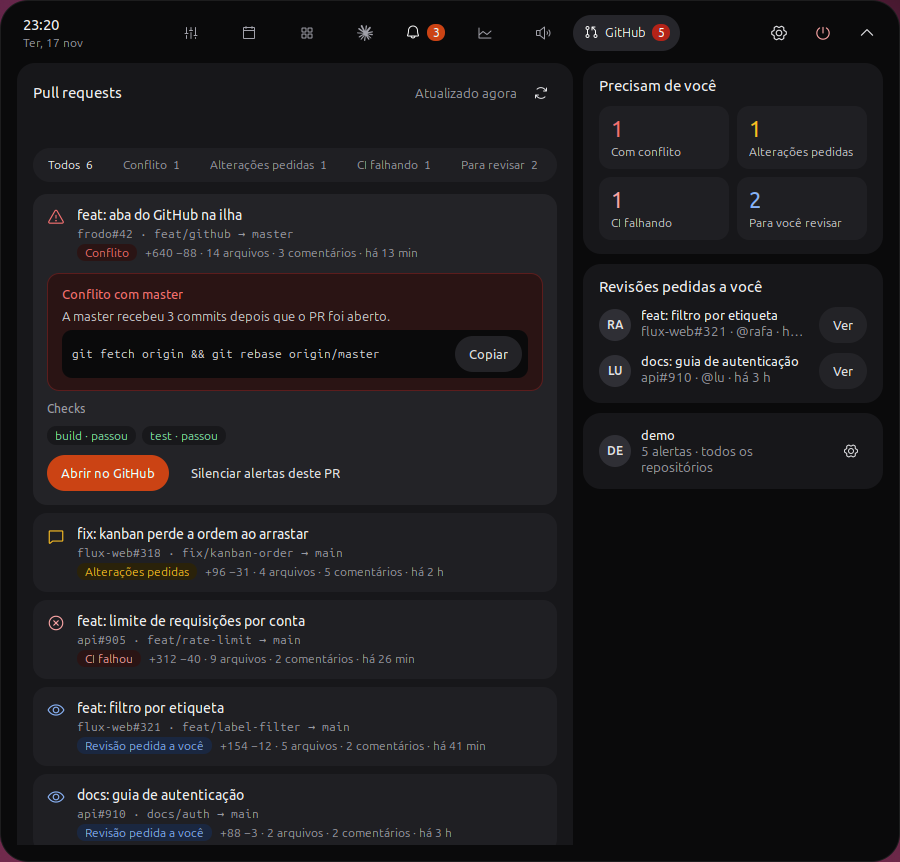 23:20
Ter, 17 nov
3
GitHub 5
Pull requests
Atualizado agora
Todos 6
Conflito 1
Alterações pedidas 1
CI falhando 1
Para revisar 2
feat: aba do GitHub na ilha
frodo#42 · feat/github → master
Conflito +640 −88 · 14 arquivos · 3 comentários · há 13 min
Conflito com master
A master recebeu 3 commits depois que o PR foi aberto.
git fetch origin && git rebase origin/master
Copiar
Checks
build · passou
test · passou
Abrir no GitHub
Silenciar alertas deste PR
fix: kanban perde a ordem ao arrastar
flux-web#318 · fix/kanban-order → main
Alterações pedidas +96 −31 · 4 arquivos · 5 comentários · há 2 h
feat: limite de requisições por conta
api#905 · feat/rate-limit → main
CI falhou +312 −40 · 9 arquivos · 2 comentários · há 26 min
feat: filtro por etiqueta
flux-web#321 · feat/label-filter → main
Revisão pedida a você +154 −12 · 5 arquivos · 2 comentários · há 41 min
docs: guia de autenticação
api#910 · docs/auth → main
Revisão pedida a você +88 −3 · 2 arquivos · 2 comentários · há 3 h
Precisam de você
1
Com conflito
1
Alterações pedidas
1
CI falhando
2
Para você revisar
Revisões pedidas a você
RA
feat: filtro por etiqueta
flux-web#321 · @rafa · h…
Ver
LU
docs: guia de autenticação
api#910 · @lu · há 3 h
Ver
DE
demo
5 alertas · todos os
repositórios